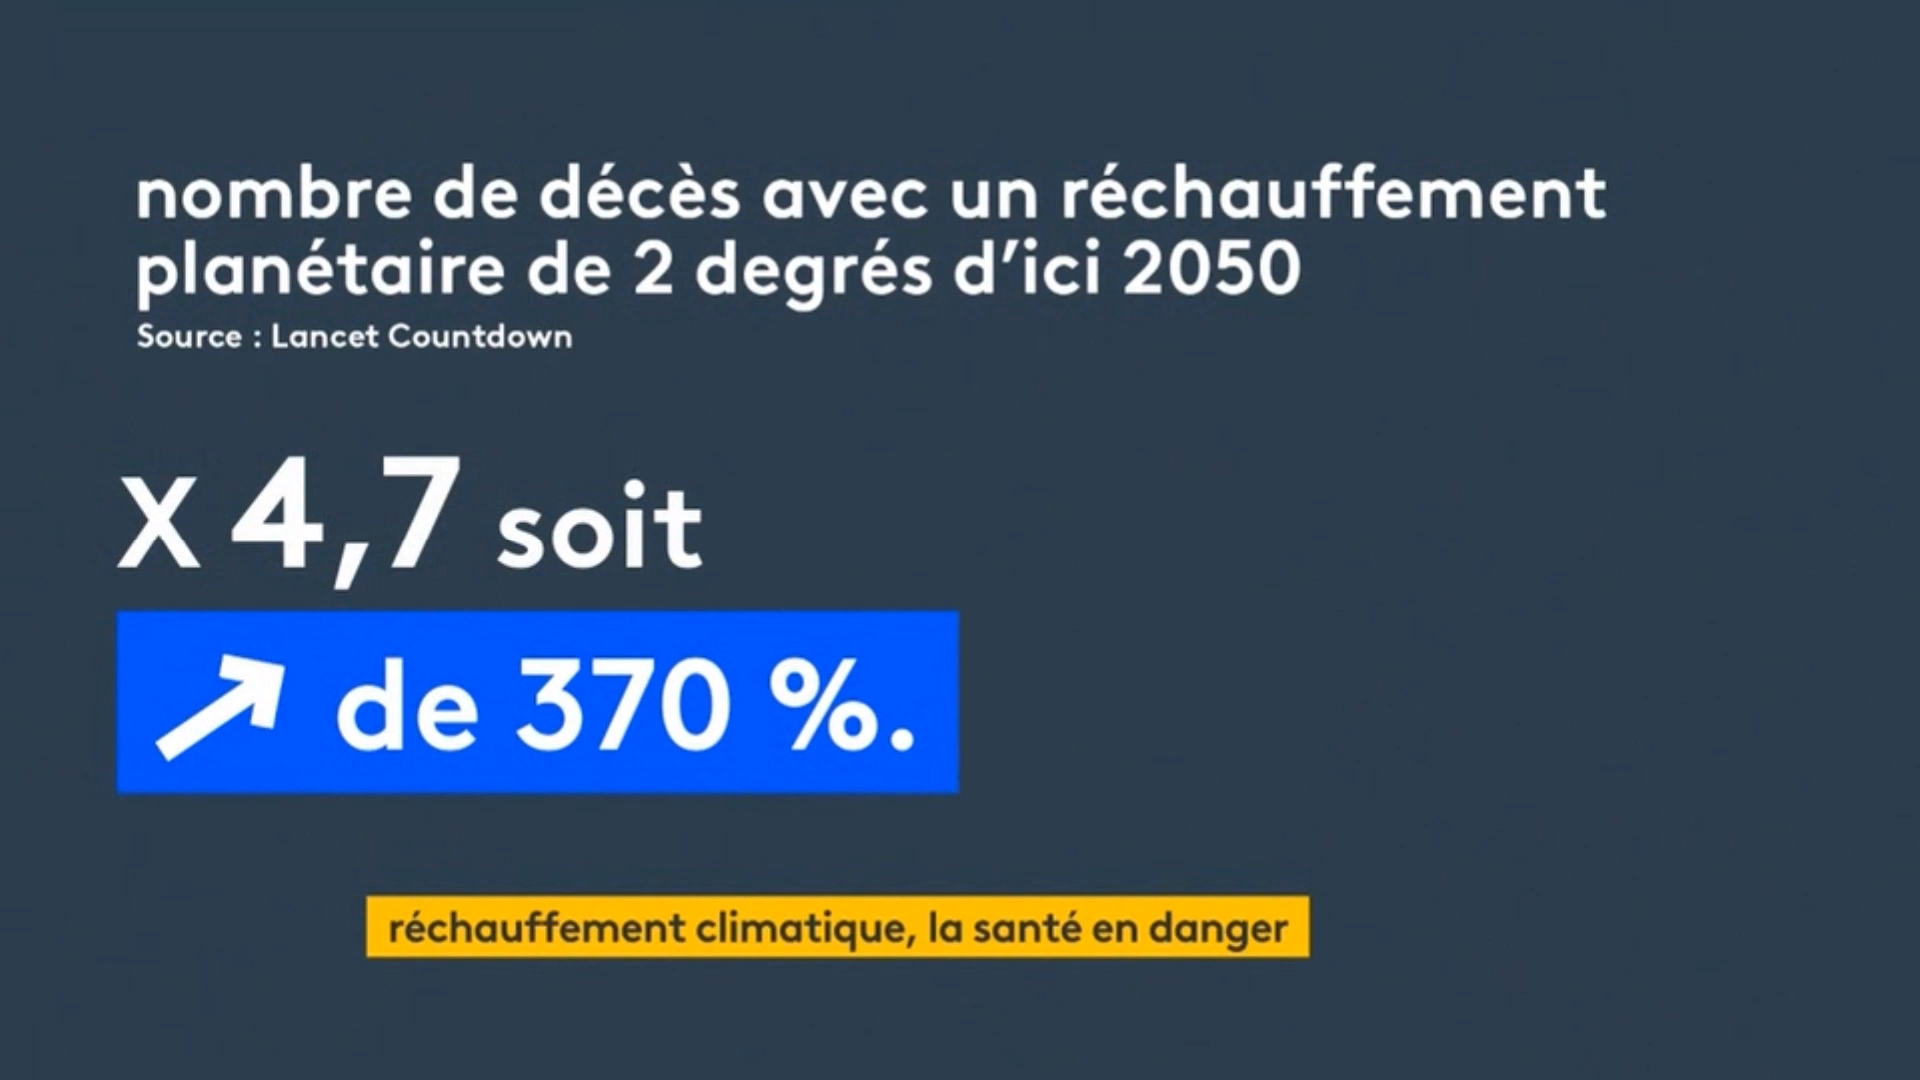 nombre de décès avec un réchauffement
planétaire de 2 degrés d’ici 2050
Source : Lancet Countdown
X 4,7 soit
↗ de 370 %.
réchauffement climatique, la santé en danger